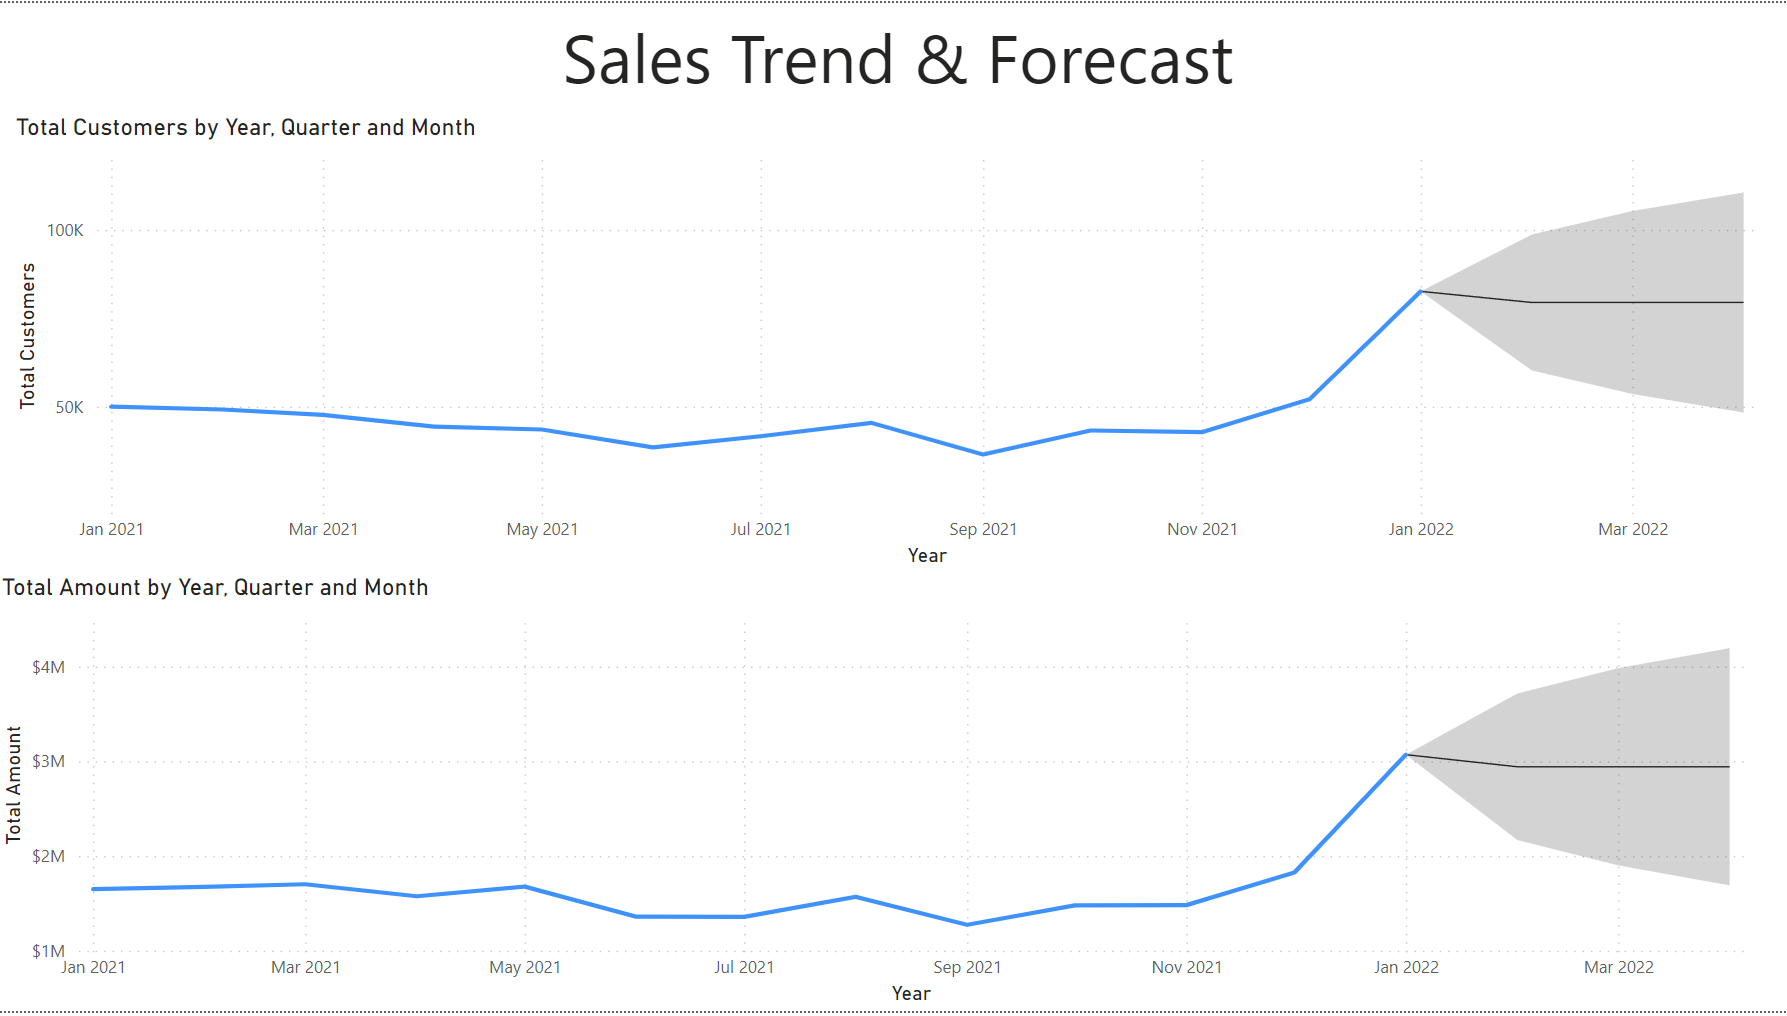 Sales Trend & Forecast
Total Customers by Year, Quarter and Month
Total Customers
100K
50K
Jan 2021 Mar 2021 May 2021 Jul 2021 Sep 2021 Nov 2021 Jan 2022 Mar 2022
Year
Total Amount by Year, Quarter and Month
Total Amount
$4M
$3M
$2M
$1M
Jan 2021 Mar 2021 May 2021 Jul 2021 Sep 2021 Nov 2021 Jan 2022 Mar 2022
Year